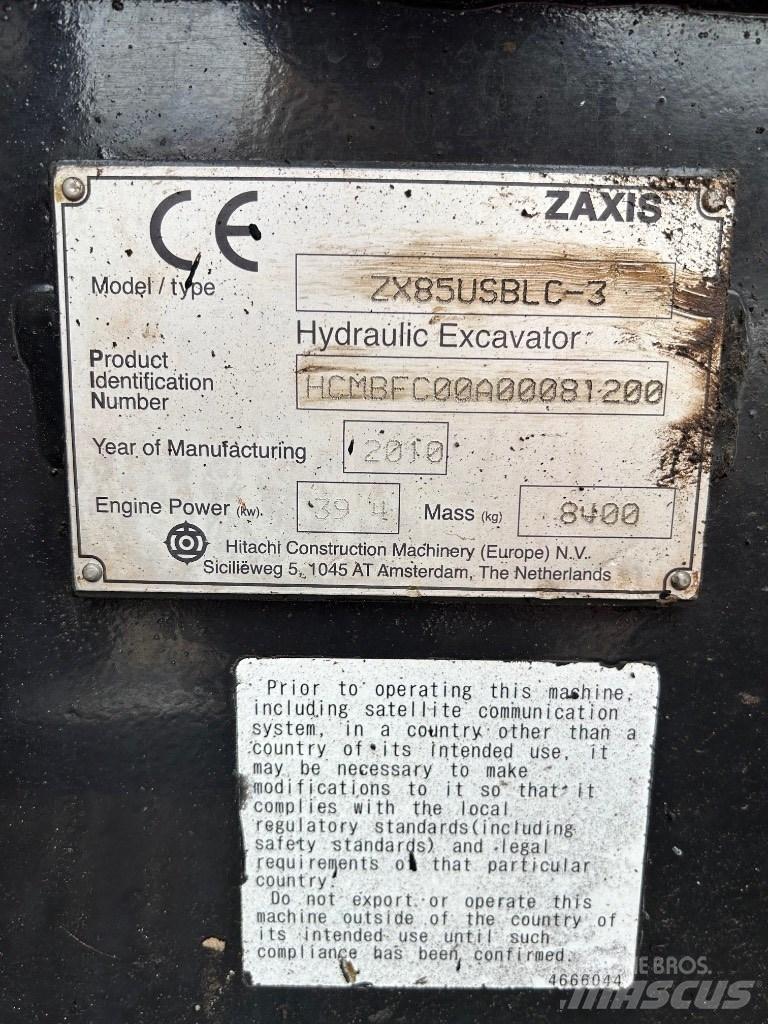 CE ZAXIS
Model / type ZX85USBLC-3
Hydraulic Excavator
Product
Identification
Number HCMBFC00A00081200
Year of Manufacturing 2010
Engine Power (kw). 39.4 Mass (kg) 8400
Hitachi Construction Machinery (Europe) N.V.
Siciliëweg 5, 1045 AT Amsterdam, The Netherlands
Prior to operating this machine,
including satellite communication
system, in a country other than a
country of its intended use, it
may be necessary to make
modifications to it so that it
complies with the local
regulatory standards(including
safety standards) and legal
requirements of that particular
country.
Do not export or operate this
machine outside of the country of
its intended use until such
compliance has been confirmed.
4666044
BROS.
MASCUS